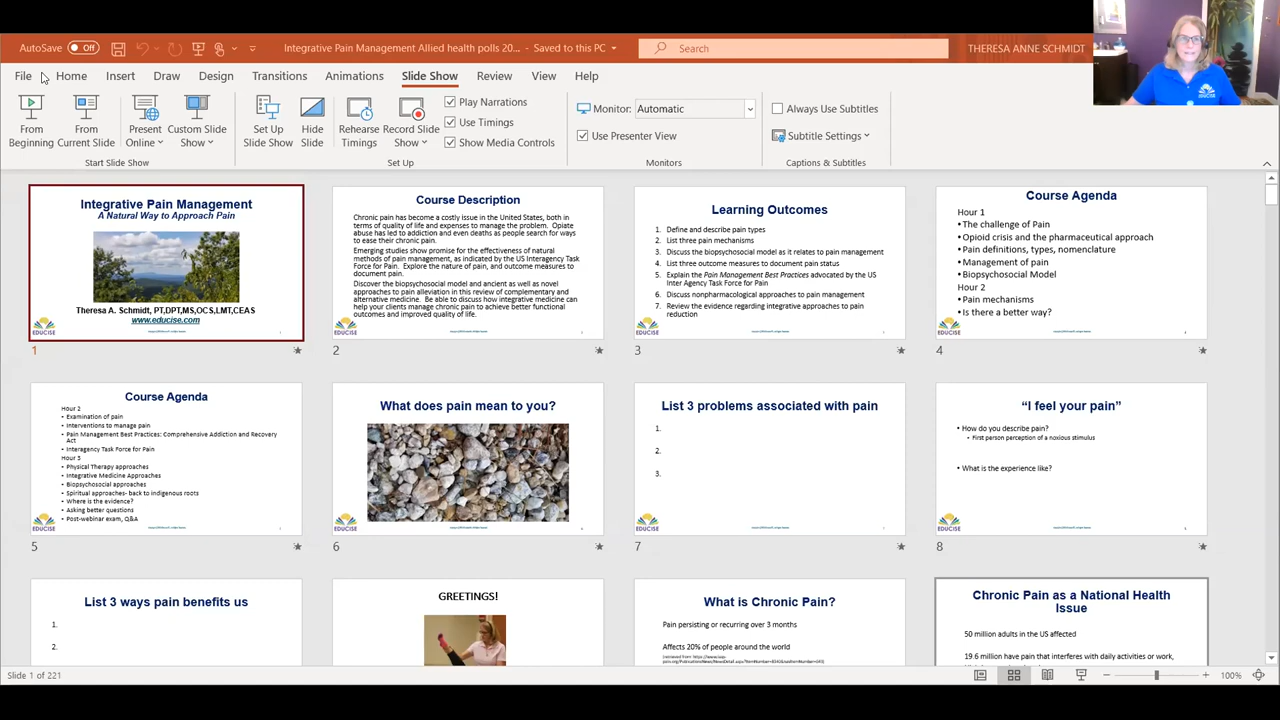 AutoSave Off
Integrative Pain Management Allied health polls 20... - Saved to this PC
Search
THERESA ANNE SCHMIDT
File Home Insert Draw Design Transitions Animations Slide Show Review View Help
From Beginning
From Current Slide
Present Online
Custom Slide Show
Set Up Slide Show
Hide Slide
Rehearse Timings
Record Slide Show
Play Narrations
Use Timings
Show Media Controls
Monitor: Automatic
Use Presenter View
Always Use Subtitles
Subtitle Settings
Start Slide Show
Set Up
Monitors
Captions & Subtitles
EDUCISE
Integrative Pain Management
A Natural Way to Approach Pain
Theresa A. Schmidt, PT,DPT,MS,OCS,LMT,CEAS
www.educise.com
EDUCISE
1
Course Description
Chronic pain has become a costly issue in the United States, both in
terms of quality of life and expenses to manage the problem. Opiate
abuse has led to addiction and even deaths as people search for ways
to ease their chronic pain.
Emerging studies show promise for the effectiveness of natural
methods of pain management, as indicated by the US Interagency Task
Force for Pain. Explore the nature of pain, and outcome measures to
document pain.
Discover the biopsychosocial model and ancient as well as novel
approaches to pain alleviation in this review of complementary and
alternative medicine. Be able to discuss how integrative medicine can
help your clients manage chronic pain to achieve better functional
outcomes and improved quality of life.
EDUCISE
2
Learning Outcomes
1. Define and describe pain types
2. List three pain mechanisms
3. Discuss the biopsychosocial model as it relates to pain management
4. List three outcome measures to document pain status
5. Explain the Pain Management Best Practices advocated by the US
Inter Agency Task Force for Pain
6. Discuss nonpharmacological approaches to pain management
7. Review the evidence regarding integrative approaches to pain
reduction
EDUCISE
3
Course Agenda
Hour 1
•The challenge of Pain
•Opioid crisis and the pharmaceutical approach
•Pain definitions, types, nomenclature
•Management of pain
•Biopsychosocial Model
Hour 2
•Pain mechanisms
•Is there a better way?
EDUCISE
4
Course Agenda
Hour 2
• Examination of pain
• Interventions to manage pain
• Pain Management Best Practices: Comprehensive Addiction and Recovery
Act
• Interagency Task Force for Pain
Hour 3
• Physical Therapy approaches
• Integrative Medicine Approaches
• Biopsychosocial approaches
• Spiritual approaches- back to indigenous roots
• Where is the evidence?
• Asking better questions
• Post-webinar exam, Q&A
EDUCISE
5
What does pain mean to you?
EDUCISE
6
List 3 problems associated with pain
1.
2.
3.
EDUCISE
7
“I feel your pain”
• How do you describe pain?
• First person perception of a noxious stimulus
• What is the experience like?
EDUCISE
8
List 3 ways pain benefits us
1.
2.
GREETINGS!
What is Chronic Pain?
Pain persisting or recurring over 3 months
Affects 20% of people around the world
Chronic Pain as a National Health
Issue
50 million adults in the US affected
19.6 million have pain that interferes with daily activities or work,
Slide 1 of 221
100%